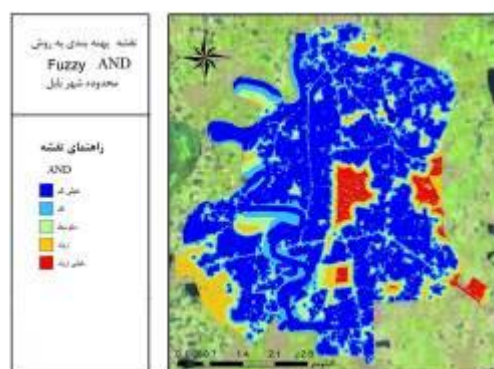 نقشه پهنه بندی به روش
Fuzzy AND
محدوده شهر بابل
راهنمای نقشه
AND
خیلی کم
کم
متوسط
زیاد
خیلی زیاد